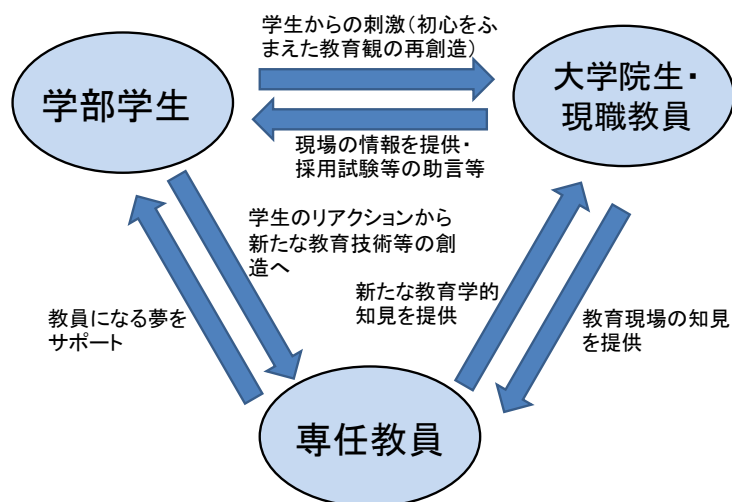 学生からの刺激(初心をふ
まえた教育観の再創造)
学部学生
大学院生・
現職教員
現場の情報を提供・
採用試験等の助言等
学生のリアクションから
新たな教育技術等の創
造へ
新たな教育学的
知見を提供
教員になる夢を
サポート
教育現場の知見
を提供
専任教員